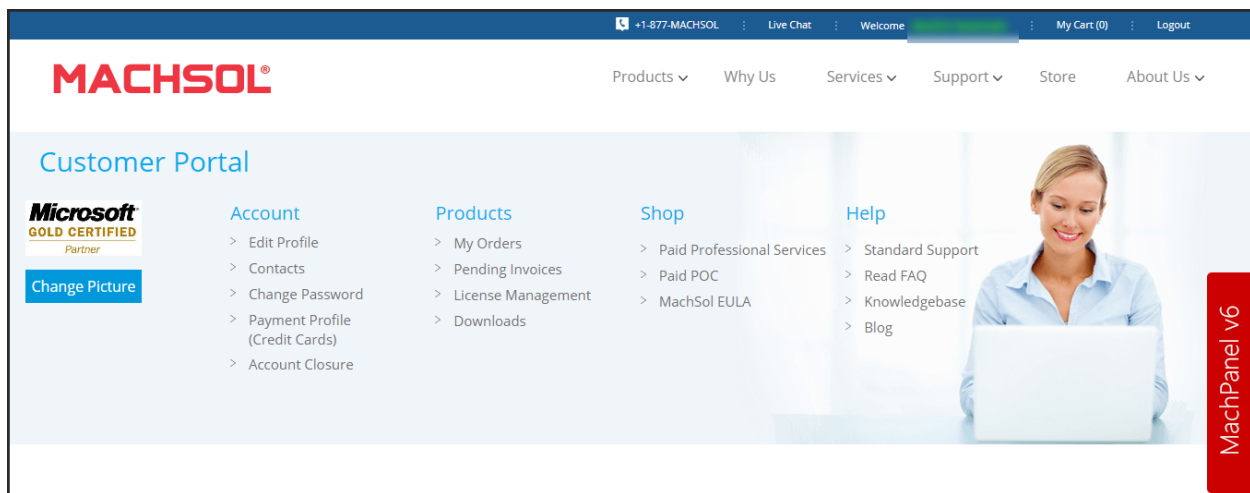 +1-877-MACHSOL Live Chat Welcome My Cart (0) Logout
MACHSOL®
Products Why Us Services Support Store About Us
Customer Portal
Microsoft
GOLD CERTIFIED
Partner
Change Picture
Account
> Edit Profile
> Contacts
> Change Password
> Payment Profile
(Credit Cards)
> Account Closure
Products
> My Orders
> Pending Invoices
> License Management
> Downloads
Shop
> Paid Professional Services
> Paid POC
> MachSol EULA
Help
> Standard Support
> Read FAQ
> Knowledgebase
> Blog
MachPanel v6